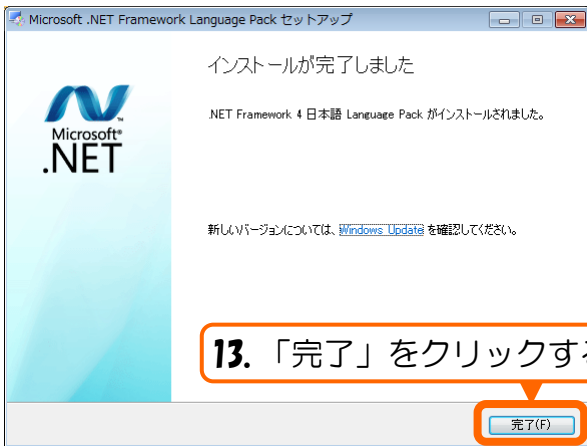 Microsoft .NET Framework Language Pack セットアップ
インストールが完了しました
.NET Framework 4 日本語 Language Pack がインストールされました。
Microsoft®
.NET
新しいバージョンについては、Windows Update を確認してください。
13. 「完了」をクリックする
完了(F)